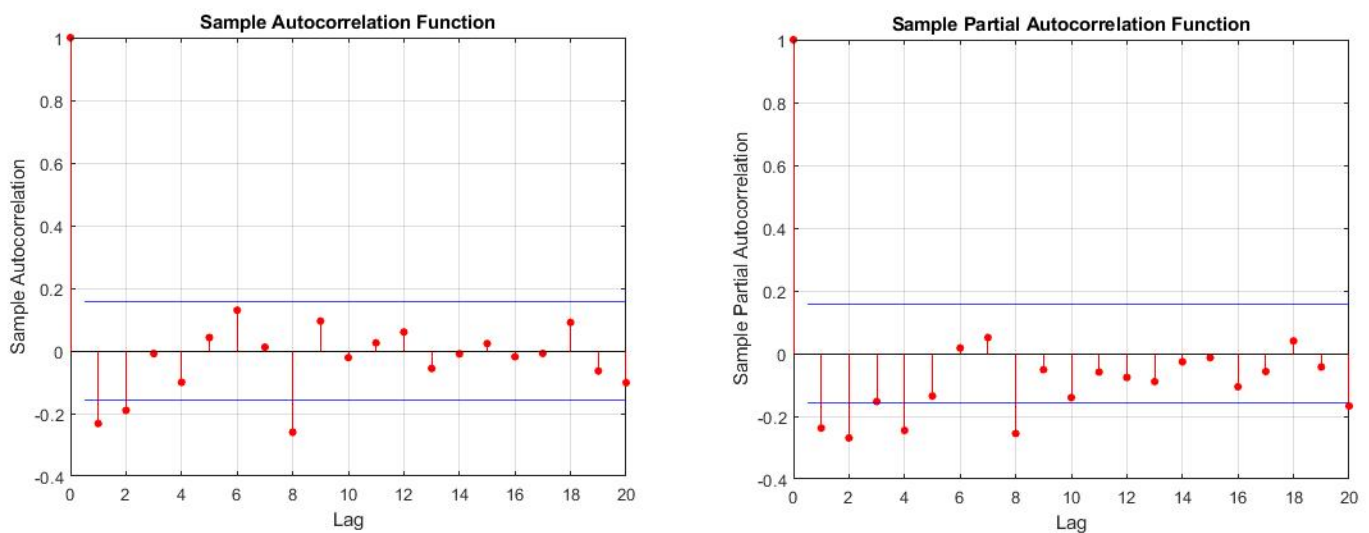 Sample Autocorrelation Function
Sample Autocorrelation
1
0.8
0.6
0.4
0.2
0
-0.2
-0.4
0 2 4 6 8 10 12 14 16 18 20
Lag
Sample Partial Autocorrelation Function
Sample Partial Autocorrelation
1
0.8
0.6
0.4
0.2
0
-0.2
-0.4
0 2 4 6 8 10 12 14 16 18 20
Lag